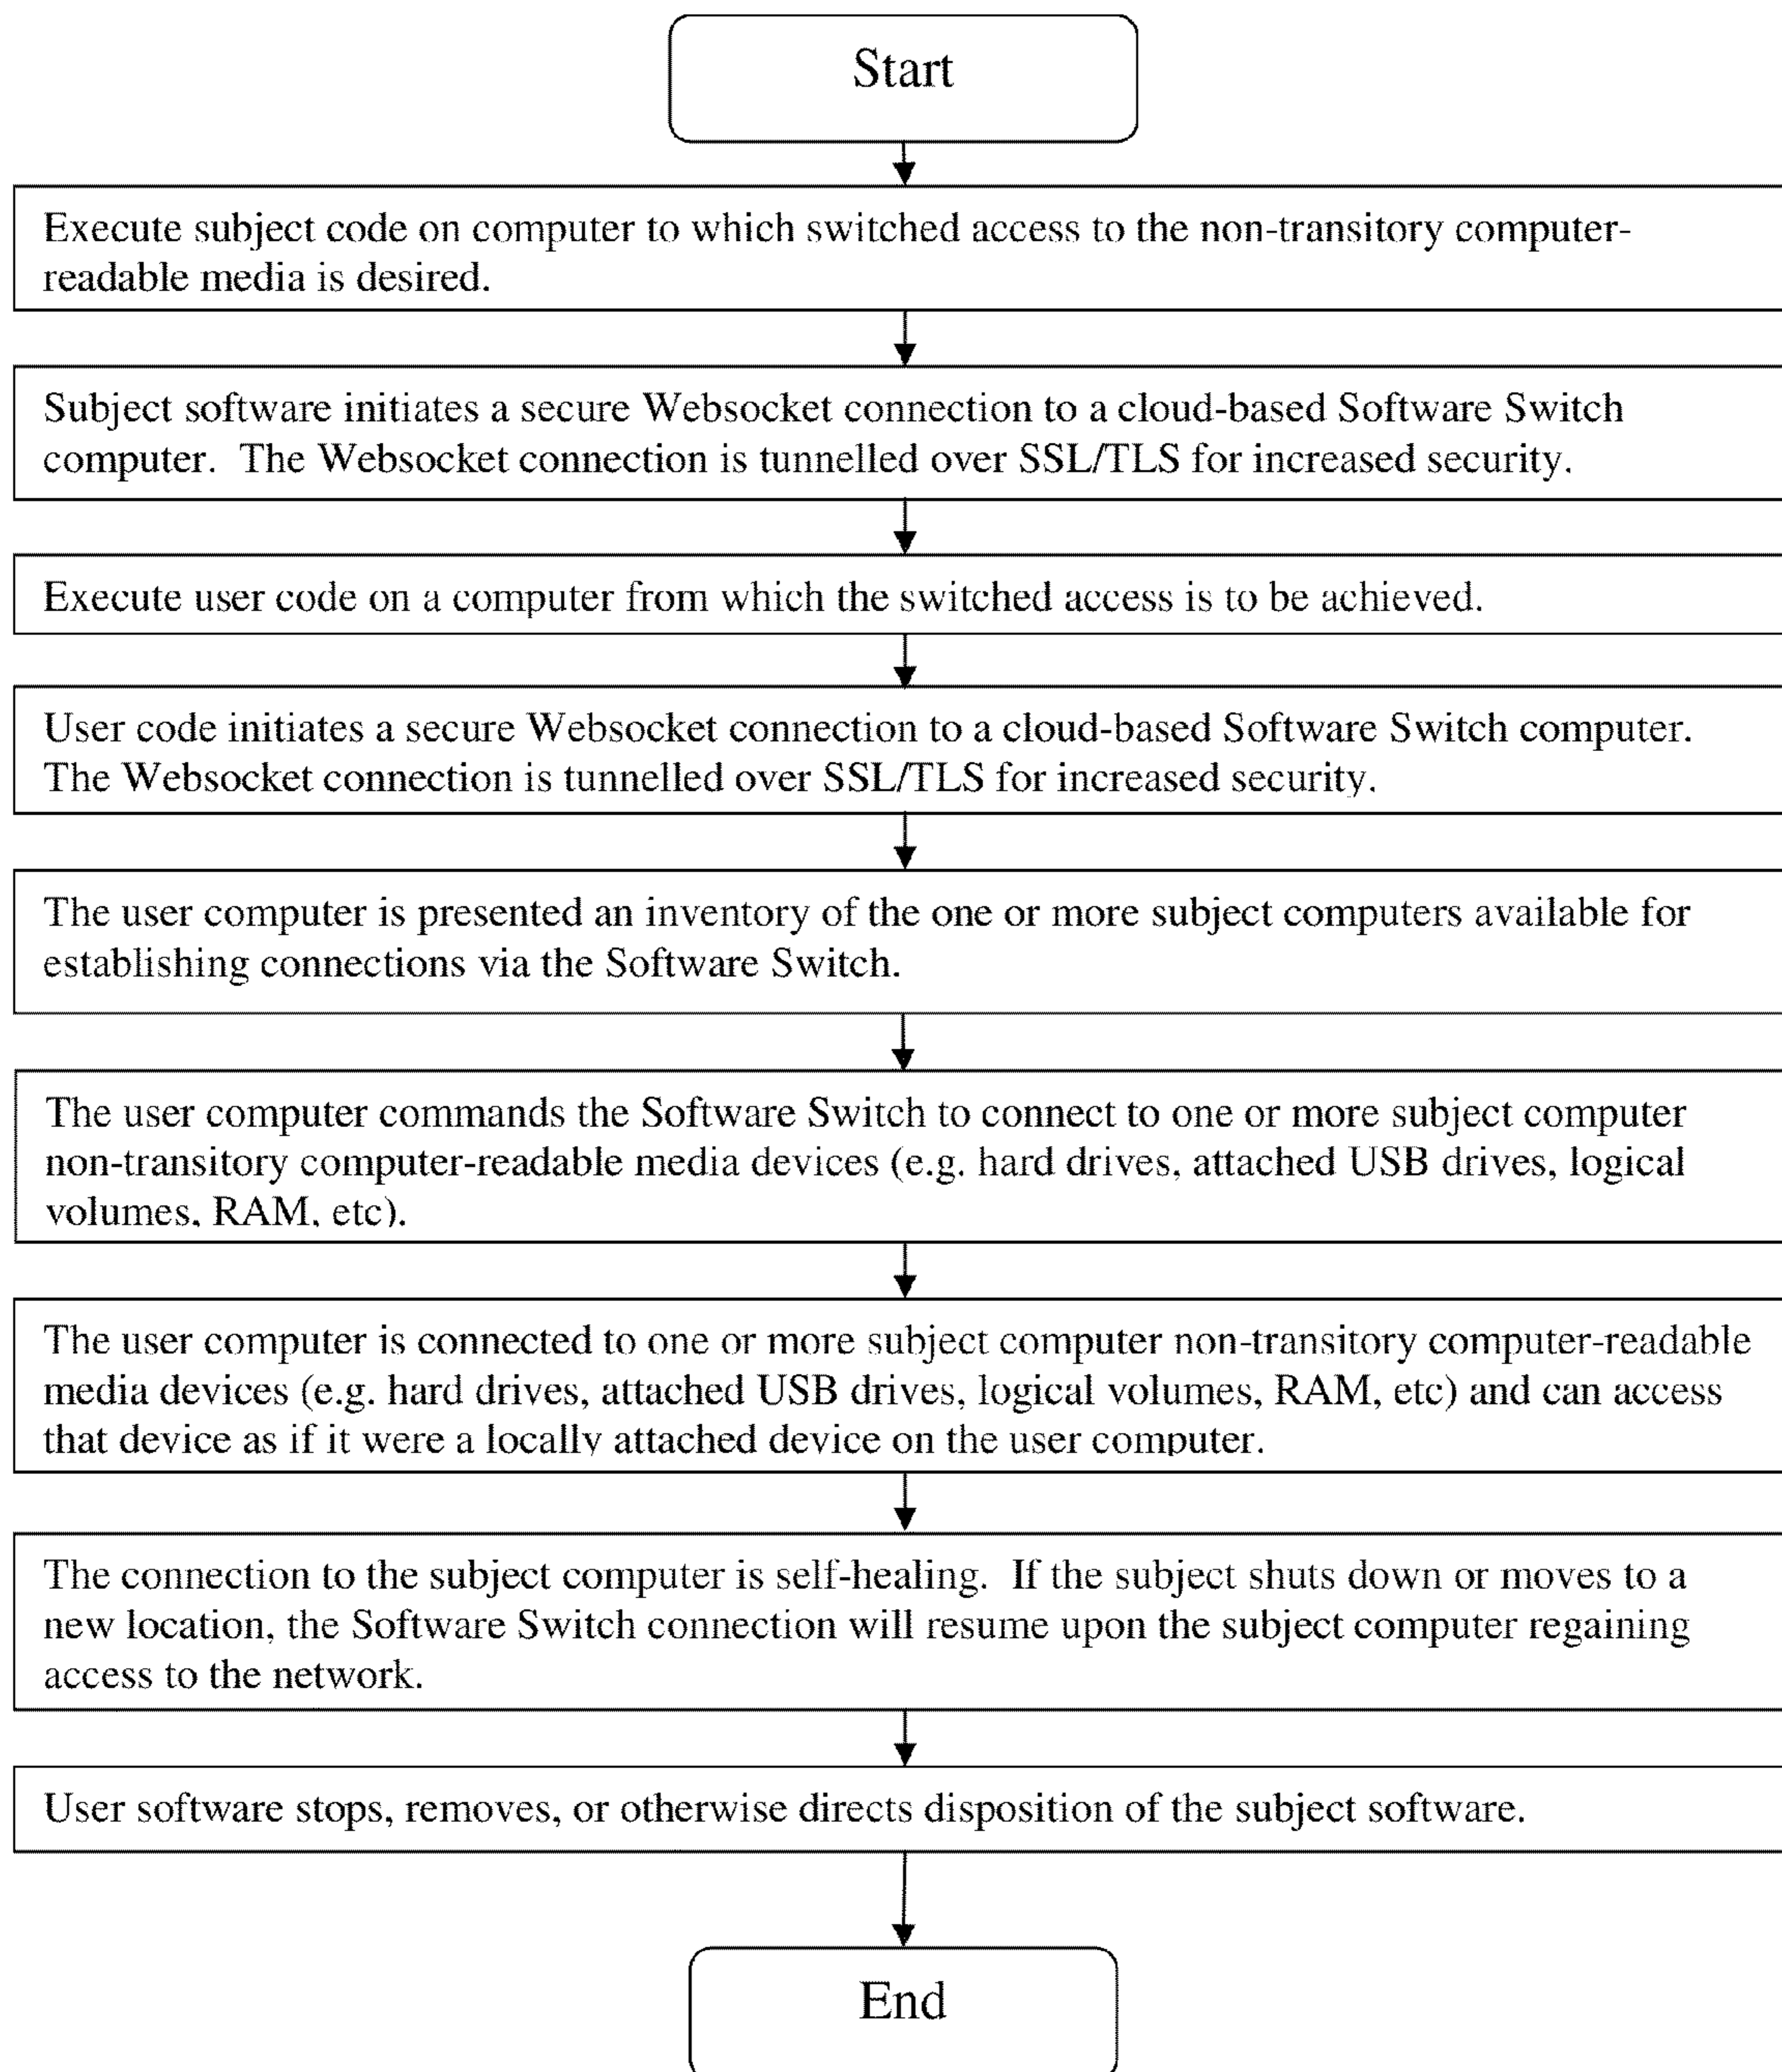 Start
Execute subject code on computer to which switched access to the non-transitory computer-
readable media is desired.
Subject software initiates a secure Websocket connection to a cloud-based Software Switch
computer.  The Websocket connection is tunnelled over SSL/TLS for increased security.
Execute user code on a computer from which the switched access is to be achieved.
User code initiates a secure Websocket connection to a cloud-based Software Switch computer.
The Websocket connection is tunnelled over SSL/TLS for increased security.
The user computer is presented an inventory of the one or more subject computers available for
establishing connections via the Software Switch.
The user computer commands the Software Switch to connect to one or more subject computer
non-transitory computer-readable media devices (e.g. hard drives, attached USB drives, logical
volumes, RAM, etc).
The user computer is connected to one or more subject computer non-transitory computer-readable
media devices (e.g. hard drives, attached USB drives, logical volumes, RAM, etc) and can access
that device as if it were a locally attached device on the user computer.
The connection to the subject computer is self-healing.  If the subject shuts down or moves to a
new location, the Software Switch connection will resume upon the subject computer regaining
access to the network.
User software stops, removes, or otherwise directs disposition of the subject software.
End